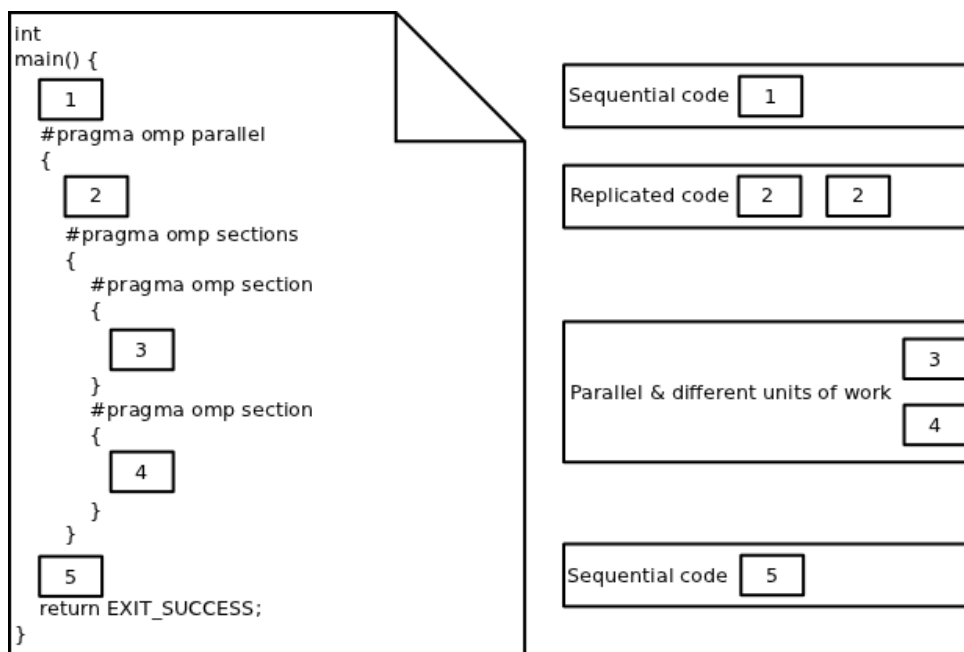 int
main() {
1
#pragma omp parallel
{
2
#pragma omp sections
{
#pragma omp section
{
3
}
#pragma omp section
{
4
}
}
5
return EXIT_SUCCESS;
}
Sequential code 1
Replicated code 2 2
3
Parallel & different units of work
4
Sequential code 5